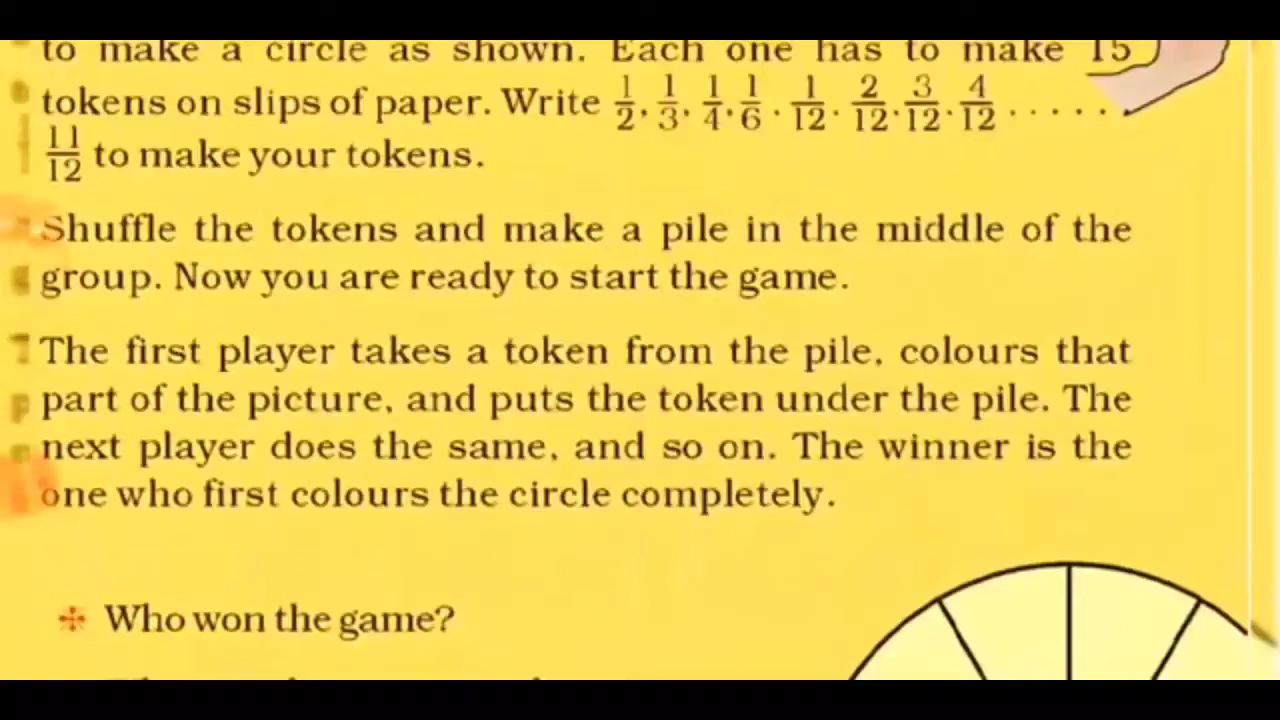 to make a circle as shown. Each one has to make 15
tokens on slips of paper. Write 1/2, 1/3, 1/4, 1/6, 1/12, 2/12, 3/12, 4/12 . . . . .
11/12 to make your tokens.
Shuffle the tokens and make a pile in the middle of the
group. Now you are ready to start the game.
The first player takes a token from the pile, colours that
part of the picture, and puts the token under the pile. The
next player does the same, and so on. The winner is the
one who first colours the circle completely.
Who won the game?